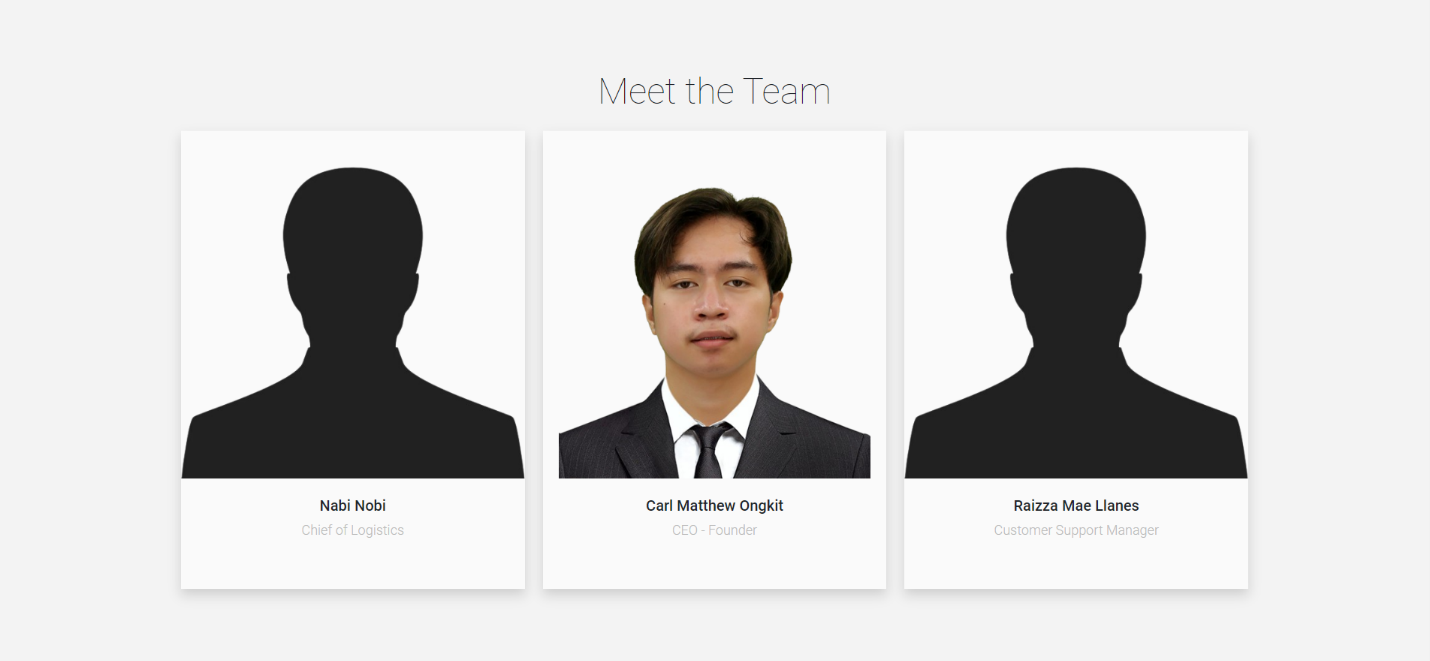 Meet the Team
Nabi Nobi
Chief of Logistics
Carl Matthew Ongkit
CEO - Founder
Raizza Mae Llanes
Customer Support Manager